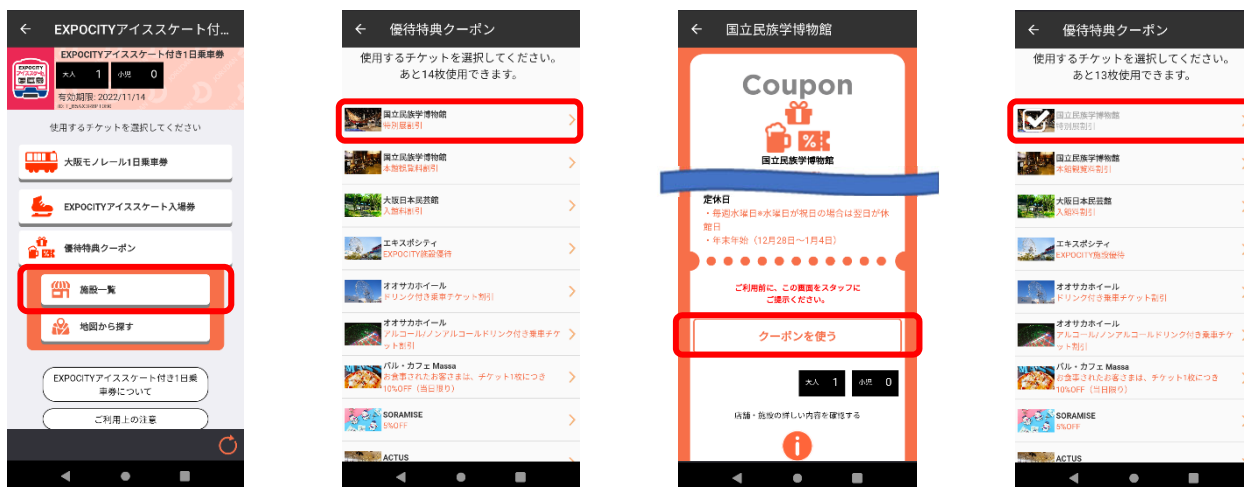 EXPOCITYアイススケート付...
EXPOCITYアイススケート付き1日乗車券
大人 1 小児 0
有効期限: 2022/11/14
使用するチケットを選択してください
大阪モノレール1日乗車券
EXPOCITYアイススケート入場券
優待特典クーポン
施設一覧
地図から探す
EXPOCITYアイススケート付き1日乗
車券について
ご利用上の注意
優待特典クーポン
使用するチケットを選択してください。
あと14枚使用できます。
国立民族学博物館
特別展割引
国立民族学博物館
本館観覧料割引
大阪日本民芸館
入館料割引
エキスポシティ
EXPOCITY施設優待
オオサカホイール
ドリンク付き乗車チケット割引
オオサカホイール
アルコール/ノンアルコールドリンク付き乗車チケ
ット割引
バル・カフェ Massa
お食事されたお客さまは、チケット1枚につき
10%OFF（当日限り）
SORAMISE
5%OFF
ACTUS
国立民族学博物館
Coupon
%
国立民族学博物館
定休日
・毎週水曜日※水曜日が祝日の場合は翌日が休
館日
・年末年始（12月28日～1月4日）
ご利用前に、この画面をスタッフに
ご提示ください。
クーポンを使う
大人 1 小児 0
店舗・施設の詳しい内容を確認する
優待特典クーポン
使用するチケットを選択してください。
あと13枚使用できます。
国立民族学博物館
特別展割引
国立民族学博物館
本館観覧料割引
大阪日本民芸館
入館料割引
エキスポシティ
EXPOCITY施設優待
オオサカホイール
ドリンク付き乗車チケット割引
オオサカホイール
アルコール/ノンアルコールドリンク付き乗車チケ
ット割引
バル・カフェ Massa
お食事されたお客さまは、チケット1枚につき
10%OFF（当日限り）
SORAMISE
5%OFF
ACTUS